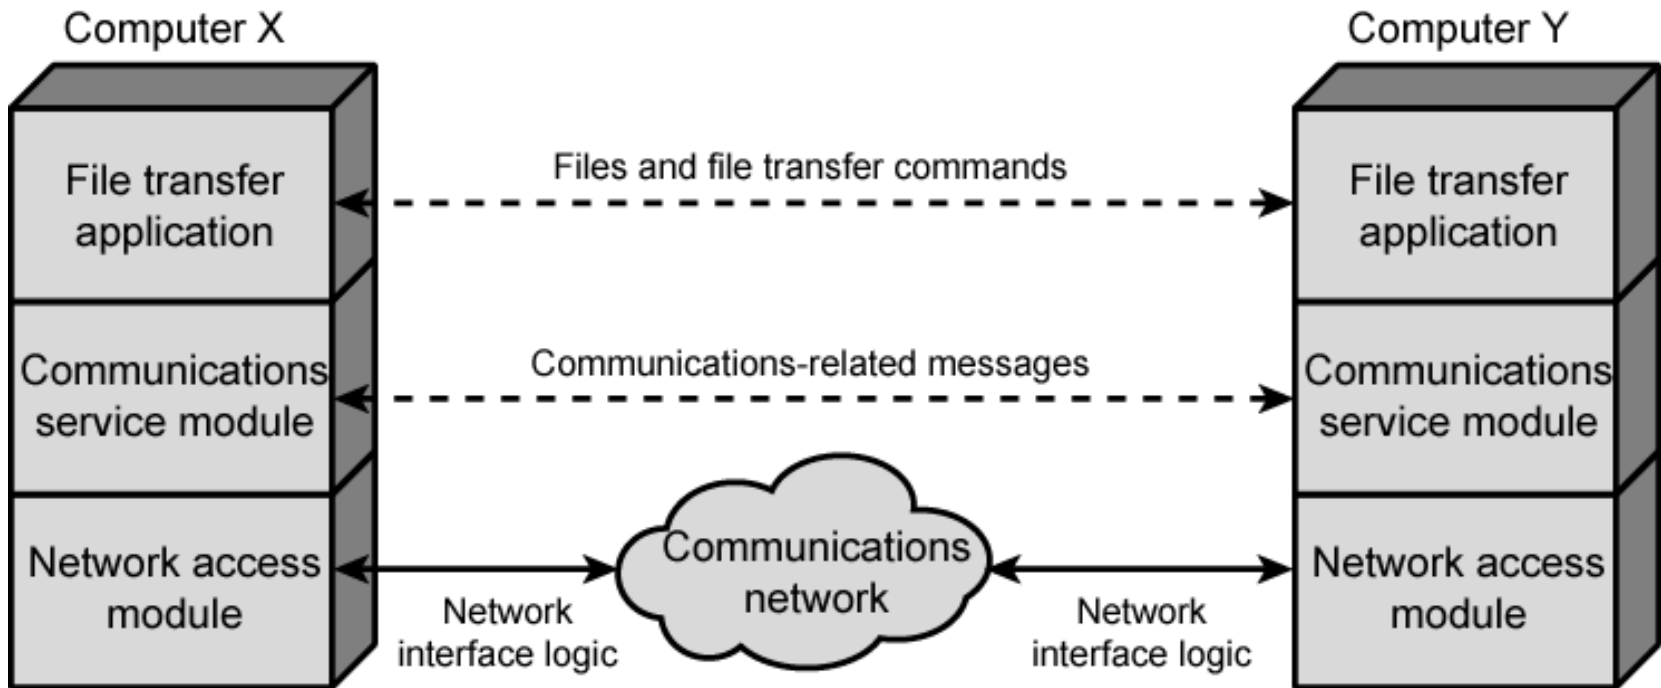 Computer X
Computer Y
File transfer
application
Files and file transfer commands
File transfer
application
Communications
service module
Communications-related messages
Communications
service module
Network access
module
Network
interface logic
Communications
network
Network
interface logic
Network access
module